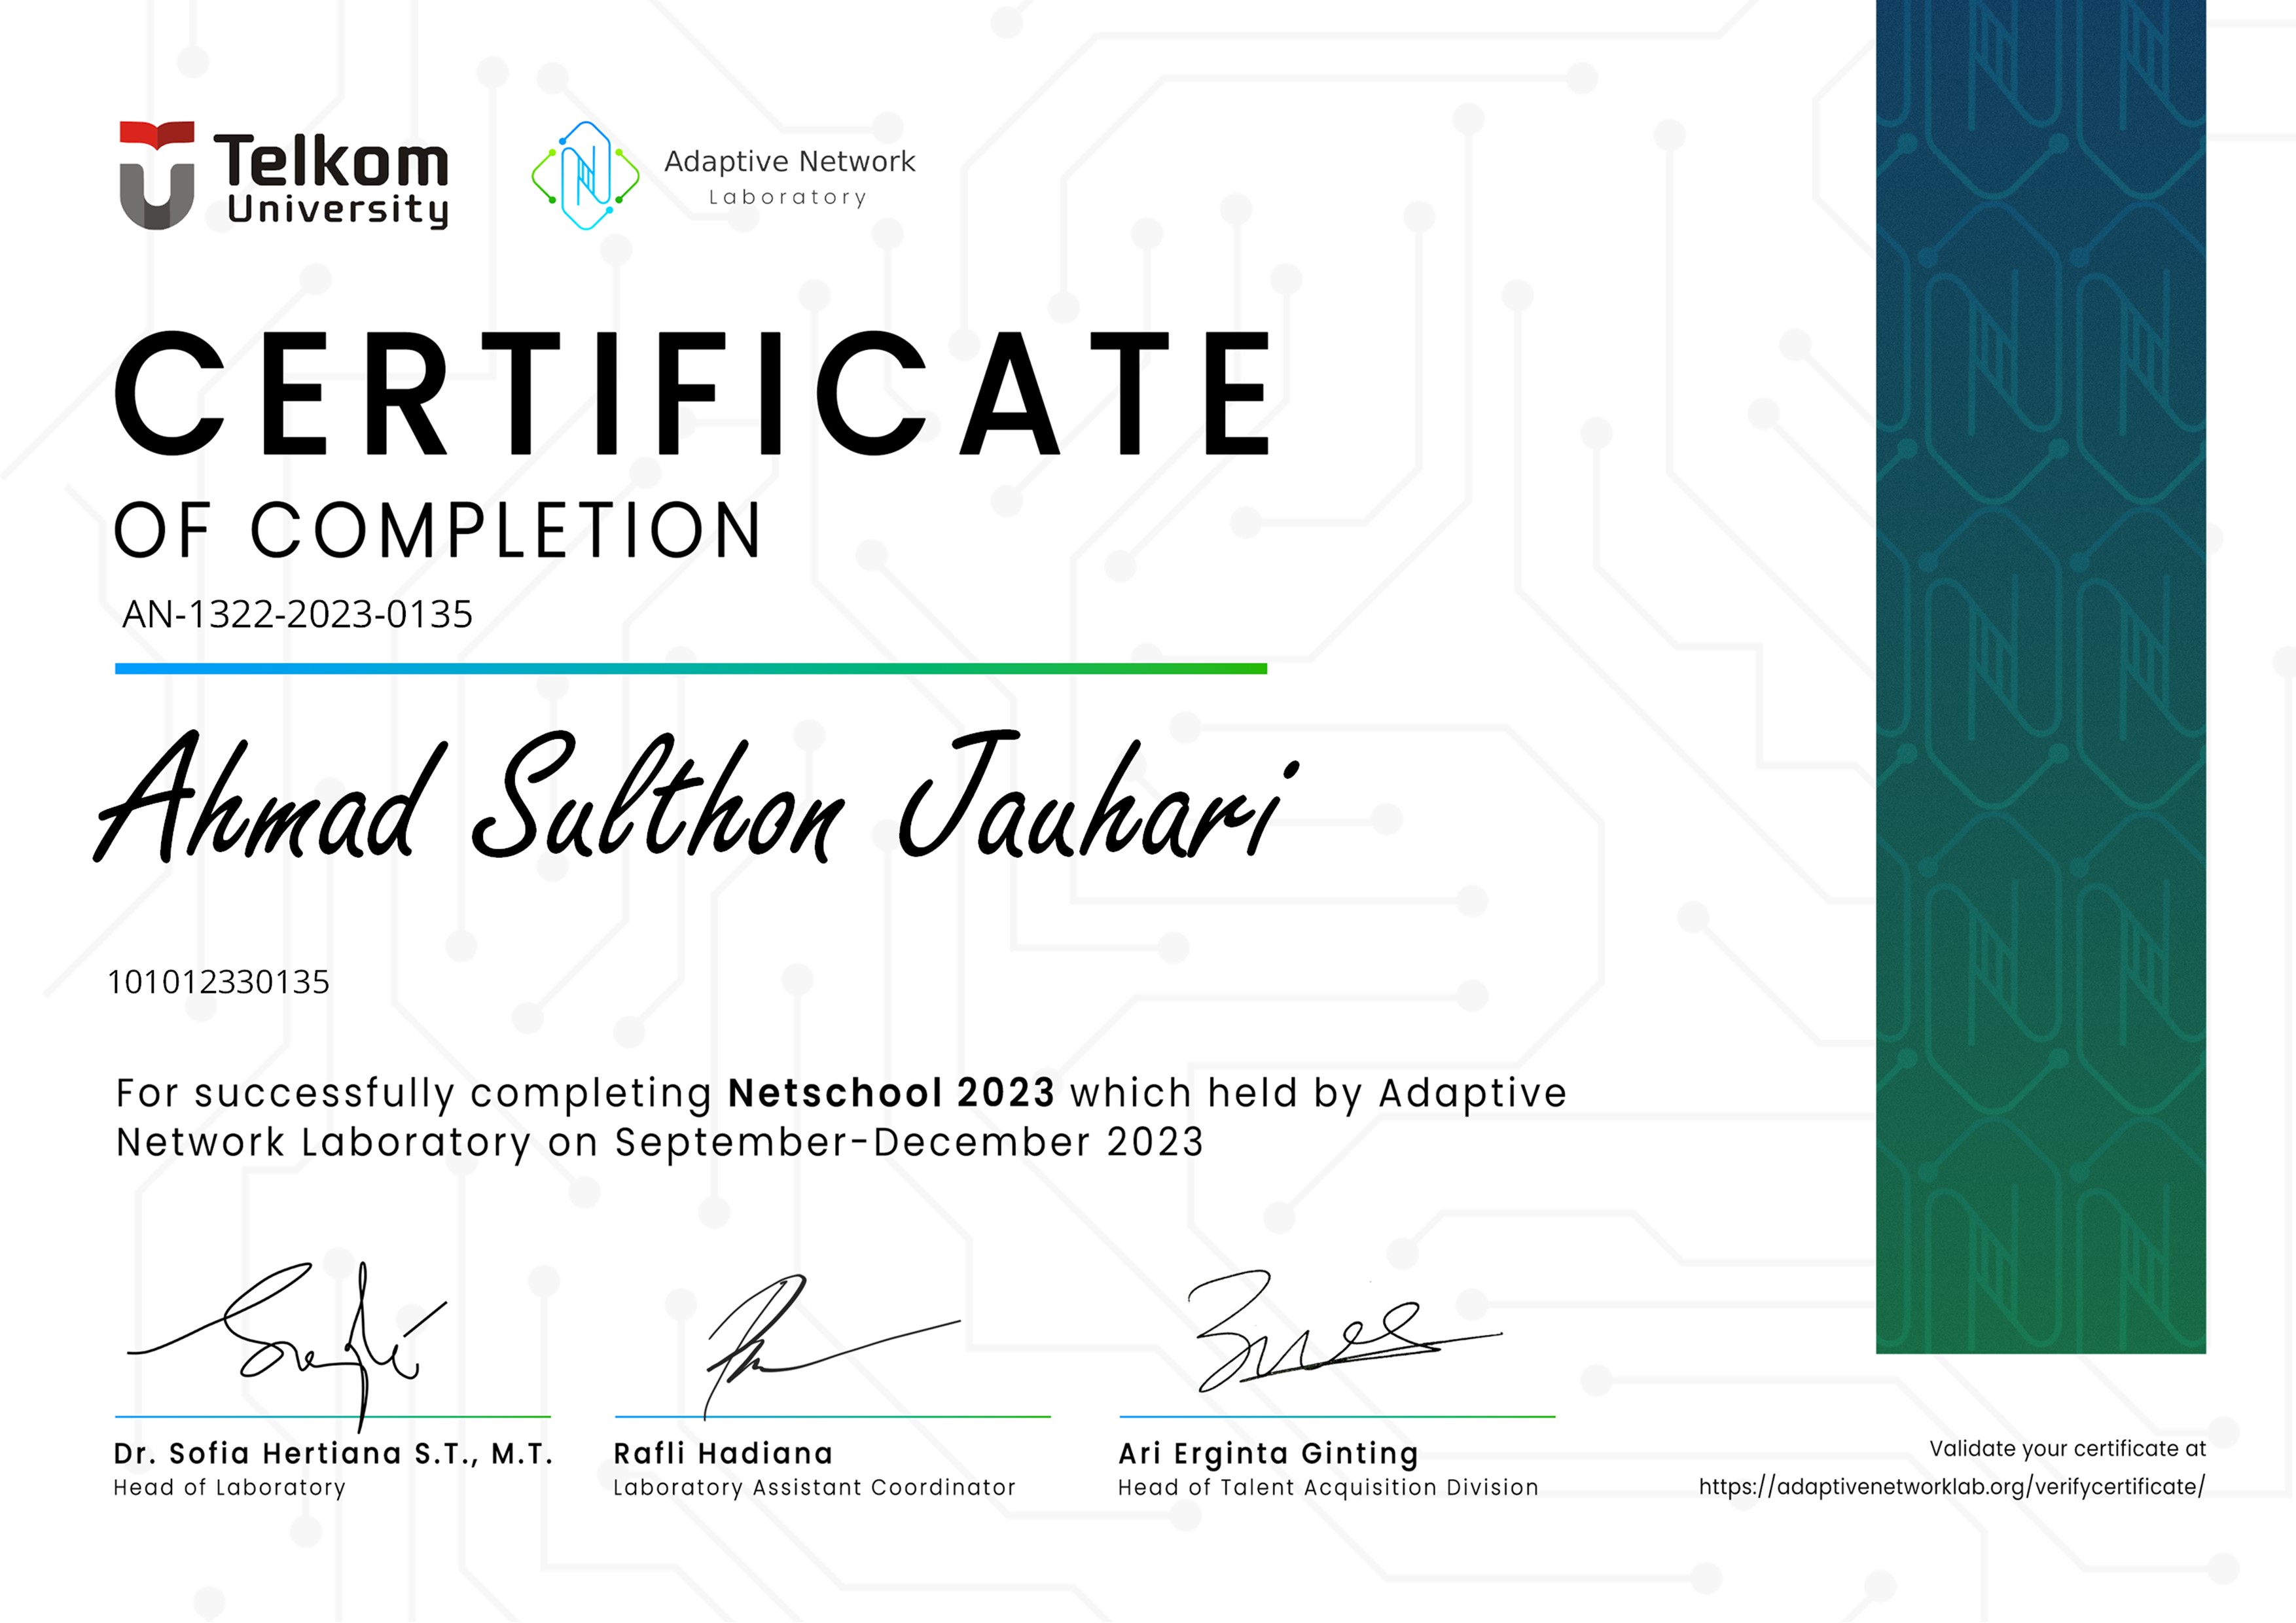 Telkom
University
Adaptive Network
Laboratory
CERTIFICATE
OF COMPLETION
AN-1322-2023-0135
Ahmad Sulthon Jauhari
101012330135
For successfully completing Netschool 2023 which held by Adaptive
Network Laboratory on September-December 2023
Dr. Sofia Hertiana S.T., M.T.
Head of Laboratory
Rafli Hadiana
Laboratory Assistant Coordinator
Ari Erginta Ginting
Head of Talent Acquisition Division
Validate your certificate at
https://adaptivenetworklab.org/verifycertificate/